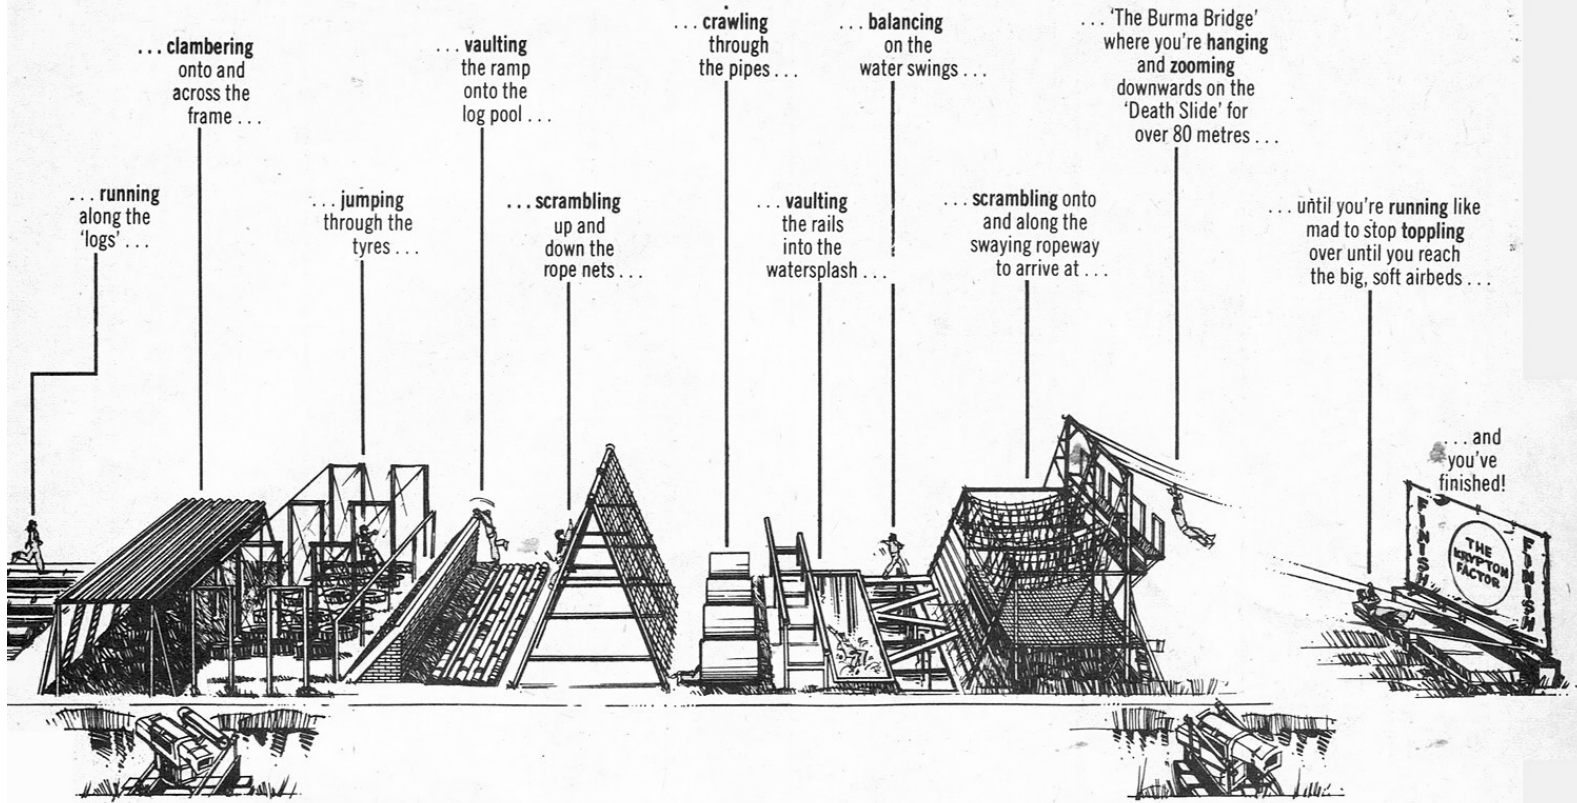 ... running
along the
'logs' ...
... clambering
onto and
across the
frame ...
... jumping
through the
tyres ...
... vaulting
the ramp
onto the
log pool ...
... scrambling
up and
down the
rope nets ...
... crawling
through
the pipes ...
... vaulting
the rails
into the
watersplash ...
... balancing
on the
water swings ...
... scrambling onto
and along the
swaying ropeway
to arrive at ...
... 'The Burma Bridge'
where you're hanging
and zooming
downwards on the
'Death Slide' for
over 80 metres ...
... until you're running like
mad to stop toppling
over until you reach
the big, soft airbeds ...
... and
you've
finished!
FINISH
THE
KRYPTON
FACTOR
FINISH